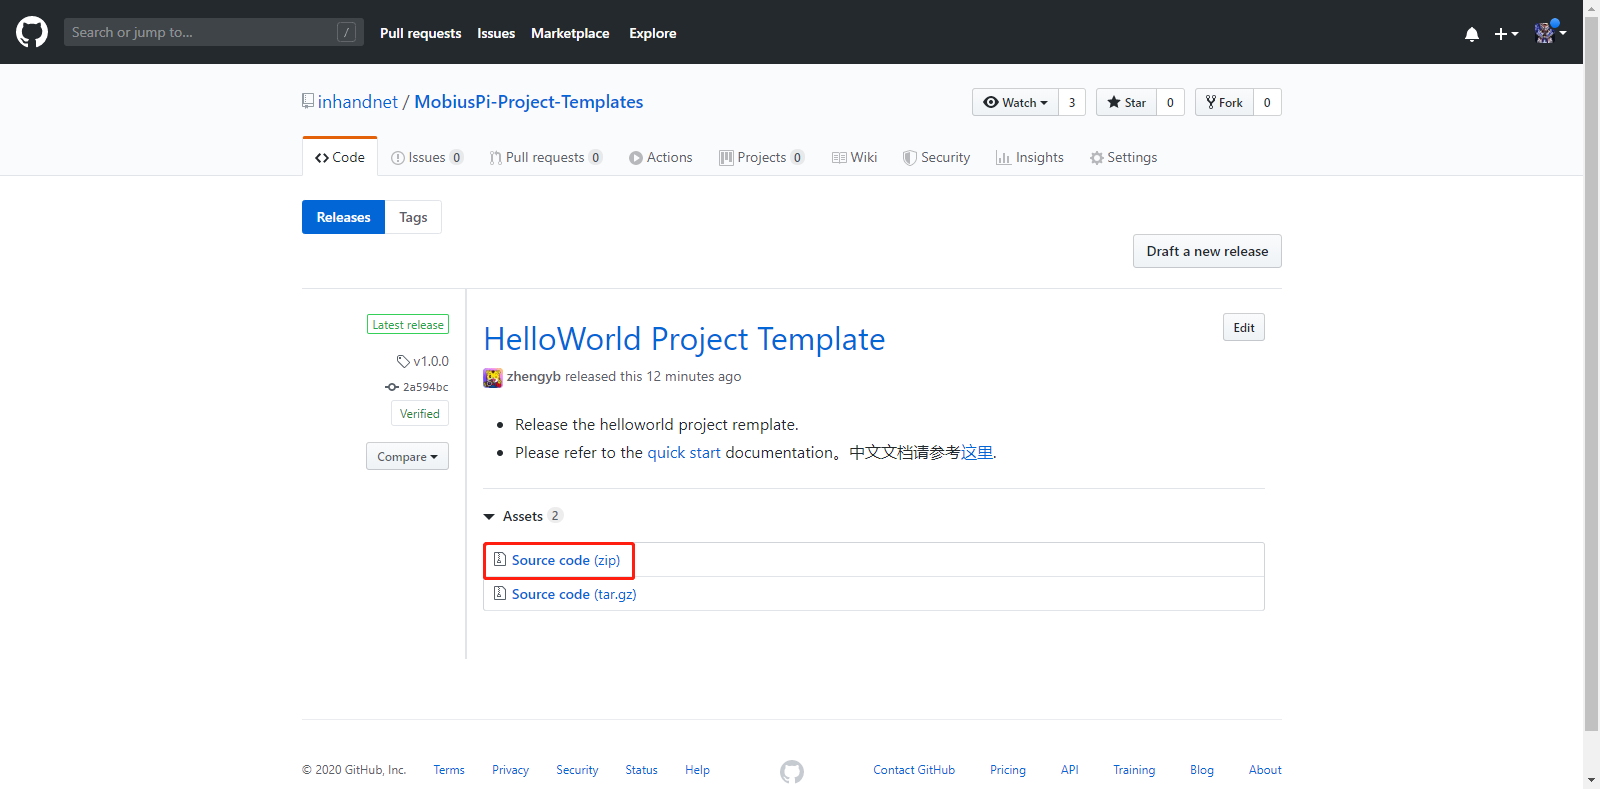 Search or jump to... /
Pull requests Issues Marketplace Explore
inhandnet / MobiusPi-Project-Templates
Watch 3 Star 0 Fork 0
Code Issues 0 Pull requests 0 Actions Projects 0 Wiki Security Insights Settings
Releases Tags
Draft a new release
Latest release
v1.0.0
2a594bc
Verified
Compare
HelloWorld Project Template
Edit
zhengyb released this 12 minutes ago
Release the helloworld project remplate.
Please refer to the quick start documentation。中文文档请参考这里.
Assets 2
Source code (zip)
Source code (tar.gz)
© 2020 GitHub, Inc. Terms Privacy Security Status Help Contact GitHub Pricing API Training Blog About